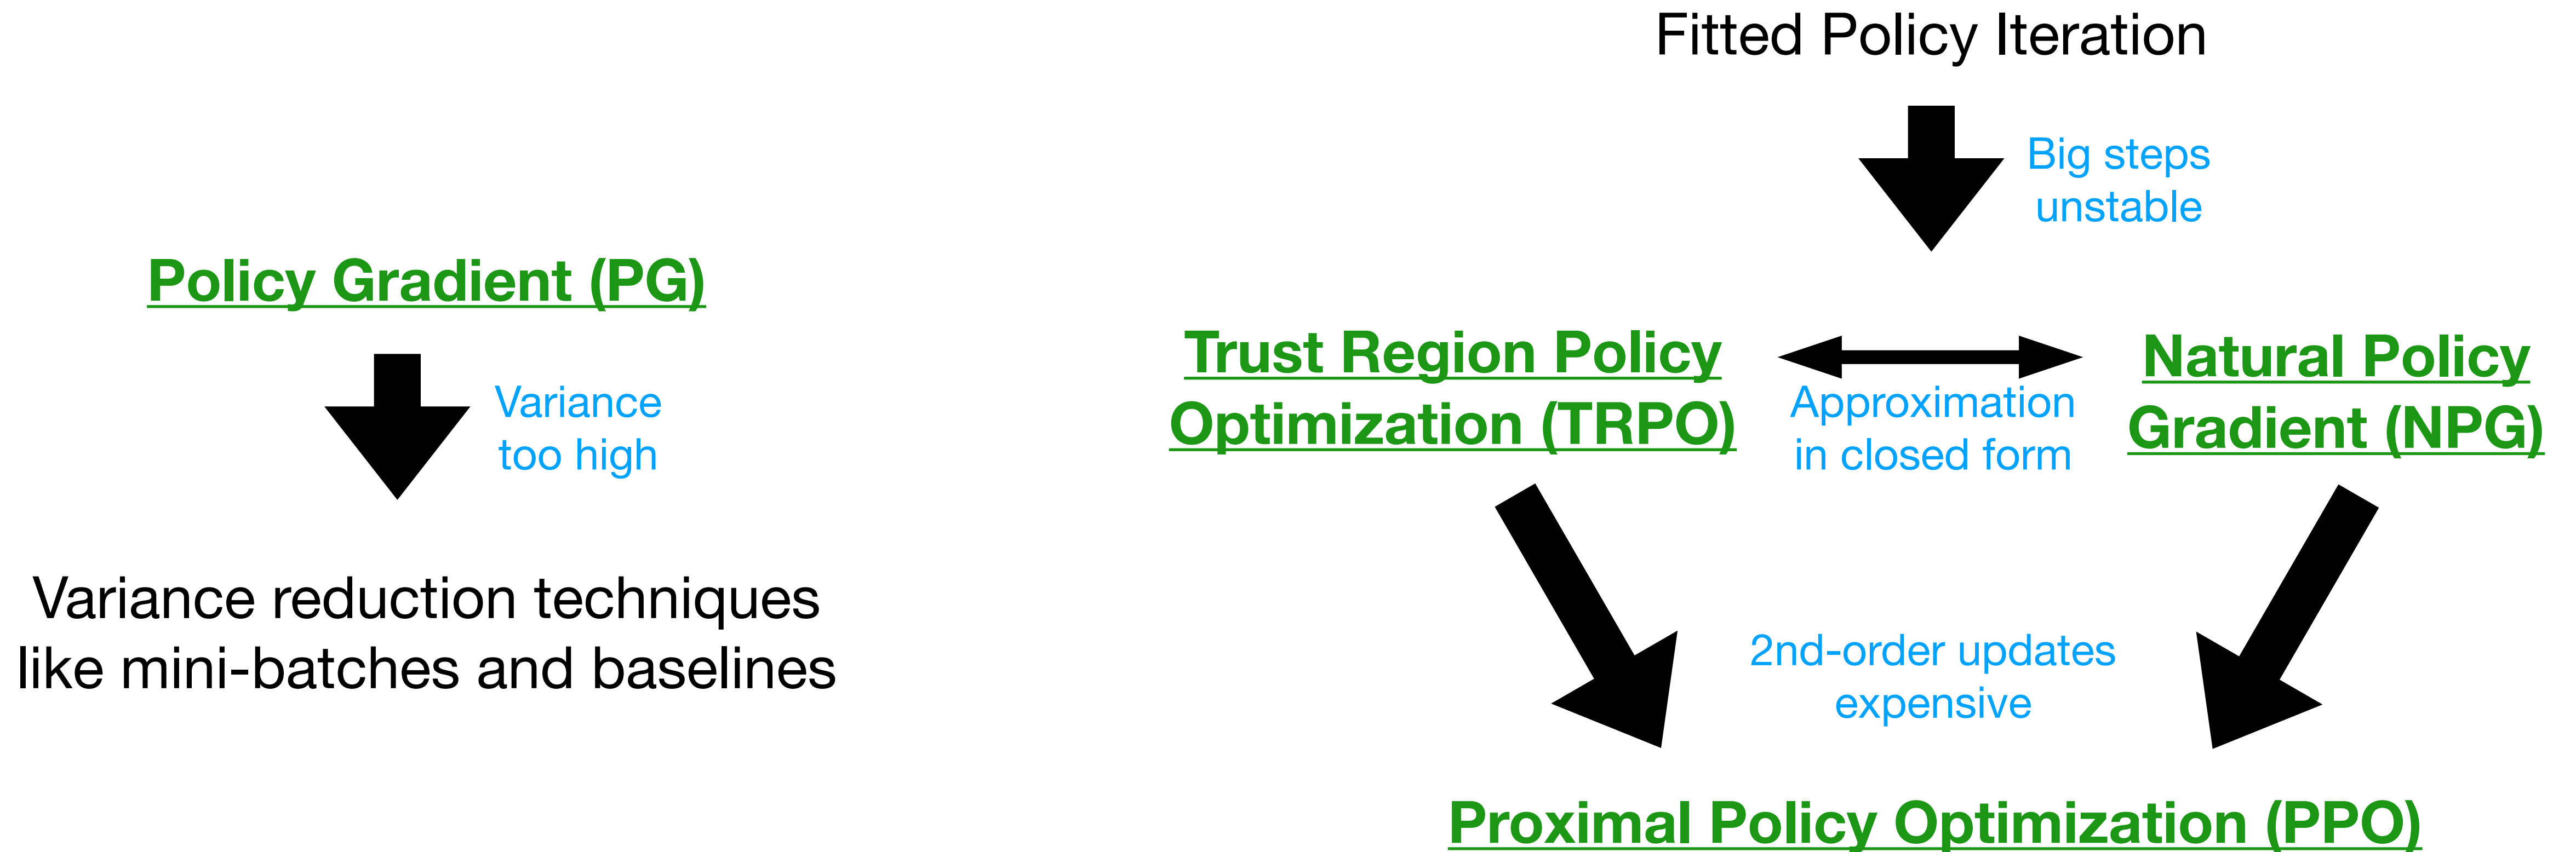 Policy Gradient (PG)
Variance
too high
Variance reduction techniques
like mini-batches and baselines
Fitted Policy Iteration
Big steps
unstable
Trust Region Policy
Optimization (TRPO)
Approximation
in closed form
Natural Policy
Gradient (NPG)
2nd-order updates
expensive
Proximal Policy Optimization (PPO)